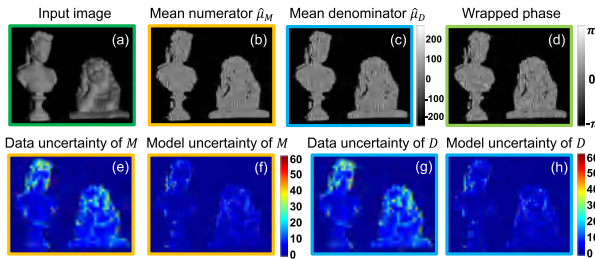 Input image
Mean numerator μ̂_M
Mean denominator μ̂_D
Wrapped phase
(a)
(b)
(c)
200
100
0
-100
-200
(d)
π
0
-π
Data uncertainty of M
Model uncertainty of M
Data uncertainty of D
Model uncertainty of D
(e)
(f)
60
50
40
30
20
10
0
(g)
(h)
60
50
40
30
20
10
0